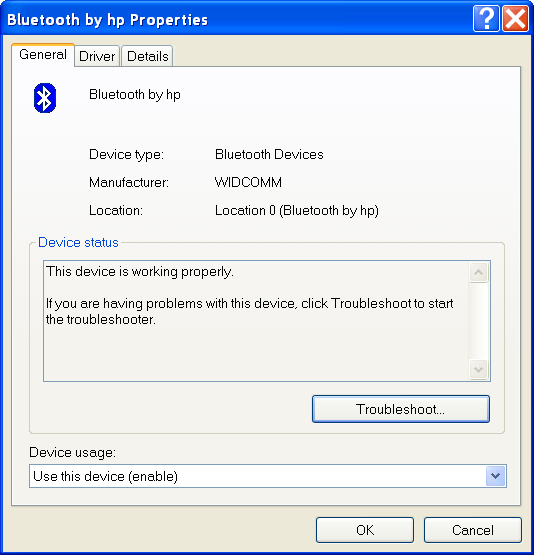 Bluetooth by hp Properties
General Driver Details
Bluetooth by hp
Device type: Bluetooth Devices
Manufacturer: WIDCOMM
Location: Location 0 (Bluetooth by hp)
Device status
This device is working properly.
If you are having problems with this device, click Troubleshoot to start
the troubleshooter.
Troubleshoot...
Device usage:
Use this device (enable)
OK Cancel